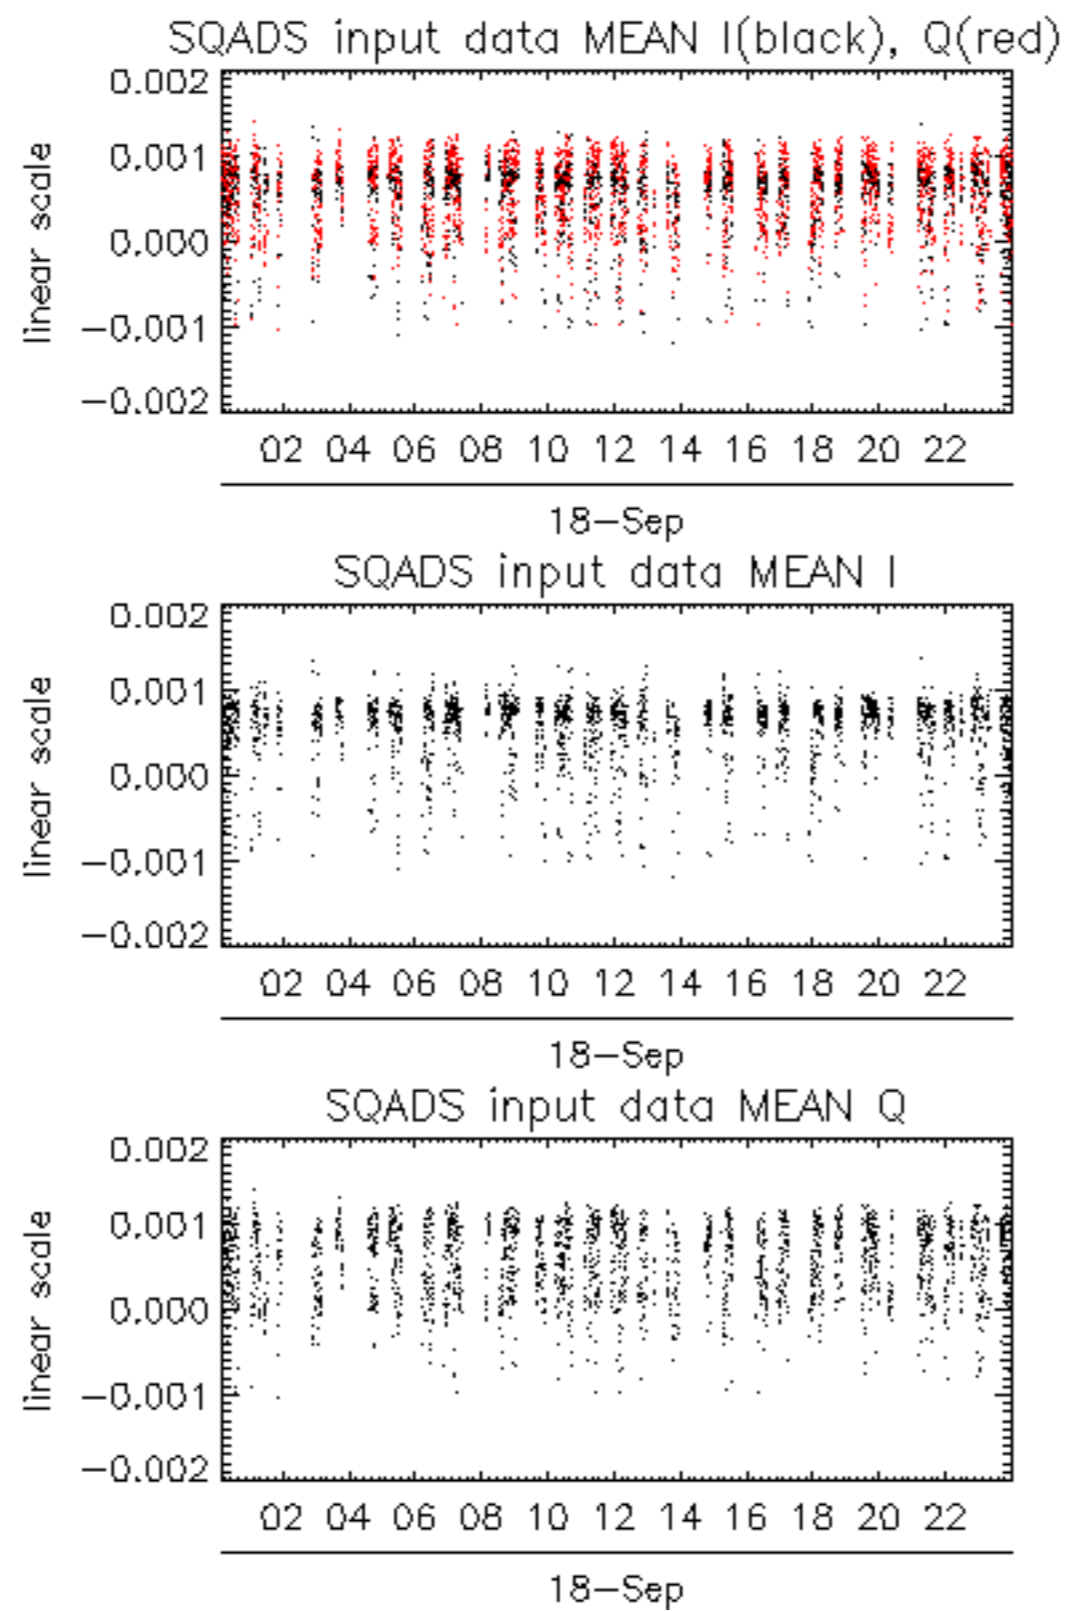 SQADS input data MEAN I(black), Q(red)
0.002
0.001
0.000
−0.001
−0.002
linear scale
02 04 06 08 10 12 14 16 18 20 22
18−Sep
SQADS input data MEAN I
0.002
0.001
0.000
−0.001
−0.002
linear scale
02 04 06 08 10 12 14 16 18 20 22
18−Sep
SQADS input data MEAN Q
0.002
0.001
0.000
−0.001
−0.002
linear scale
02 04 06 08 10 12 14 16 18 20 22
18−Sep